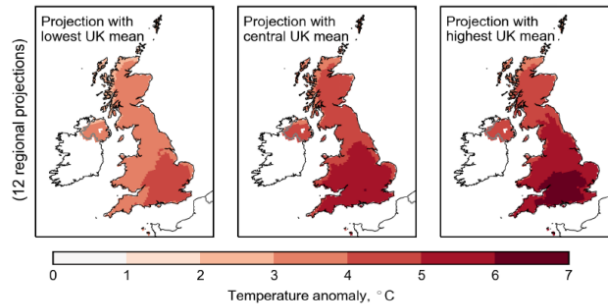 (12 regional projections)
Projection with
lowest UK mean
Projection with
central UK mean
Projection with
highest UK mean
0 1 2 3 4 5 6 7
Temperature anomaly, °C